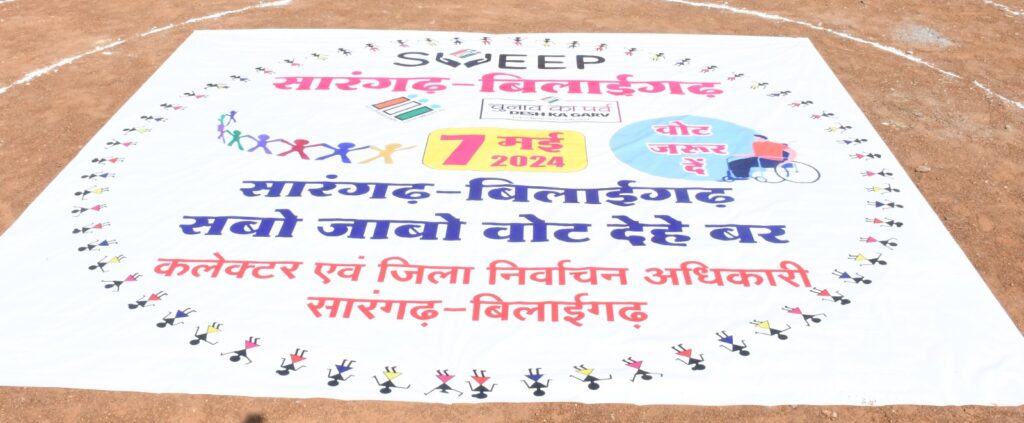 SWEEP
सारंगढ़-बिलाईगढ़
चुनाव का पर्व
DESH KA GARV
7 मई
2024
वोट
जरूर
दें
सारंगढ़-बिलाईगढ़
सबो जाबो वोट देहे बर
कलेक्टर एवं जिला निर्वाचन अधिकारी
सारंगढ़-बिलाईगढ़